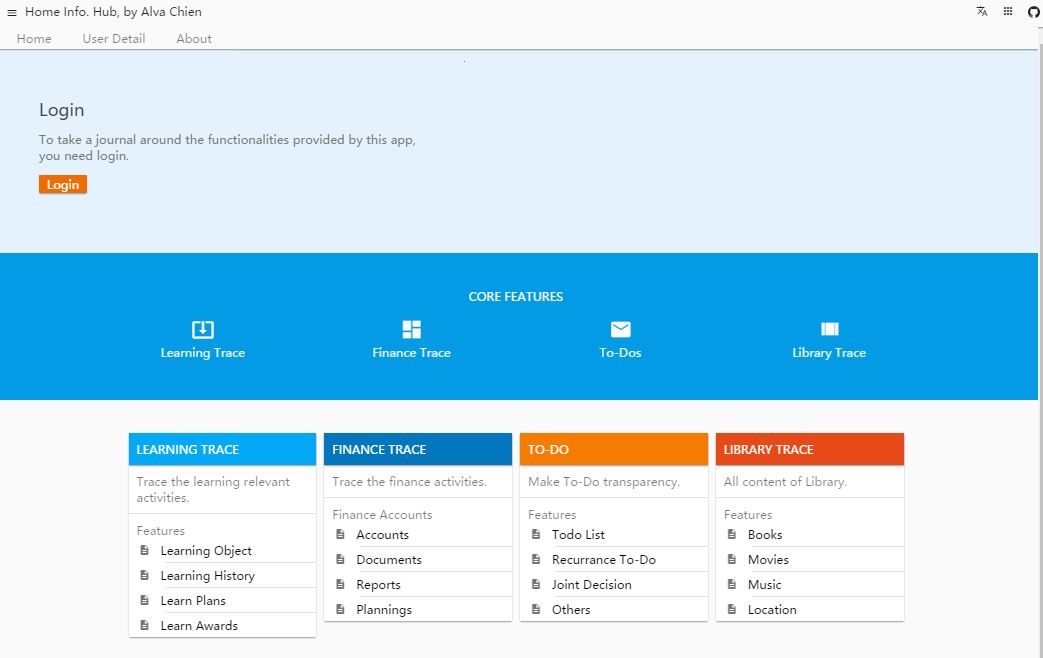 Home Info. Hub, by Alva Chien
Home User Detail About
Login
To take a journal around the functionalities provided by this app,
you need login.
Login
CORE FEATURES
Learning Trace Finance Trace To-Dos Library Trace
LEARNING TRACE
Trace the learning relevant
activities.
Features
Learning Object
Learning History
Learn Plans
Learn Awards
FINANCE TRACE
Trace the finance activities.
Finance Accounts
Accounts
Documents
Reports
Plannings
TO-DO
Make To-Do transparency.
Features
Todo List
Recurrance To-Do
Joint Decision
Others
LIBRARY TRACE
All content of Library.
Features
Books
Movies
Music
Location